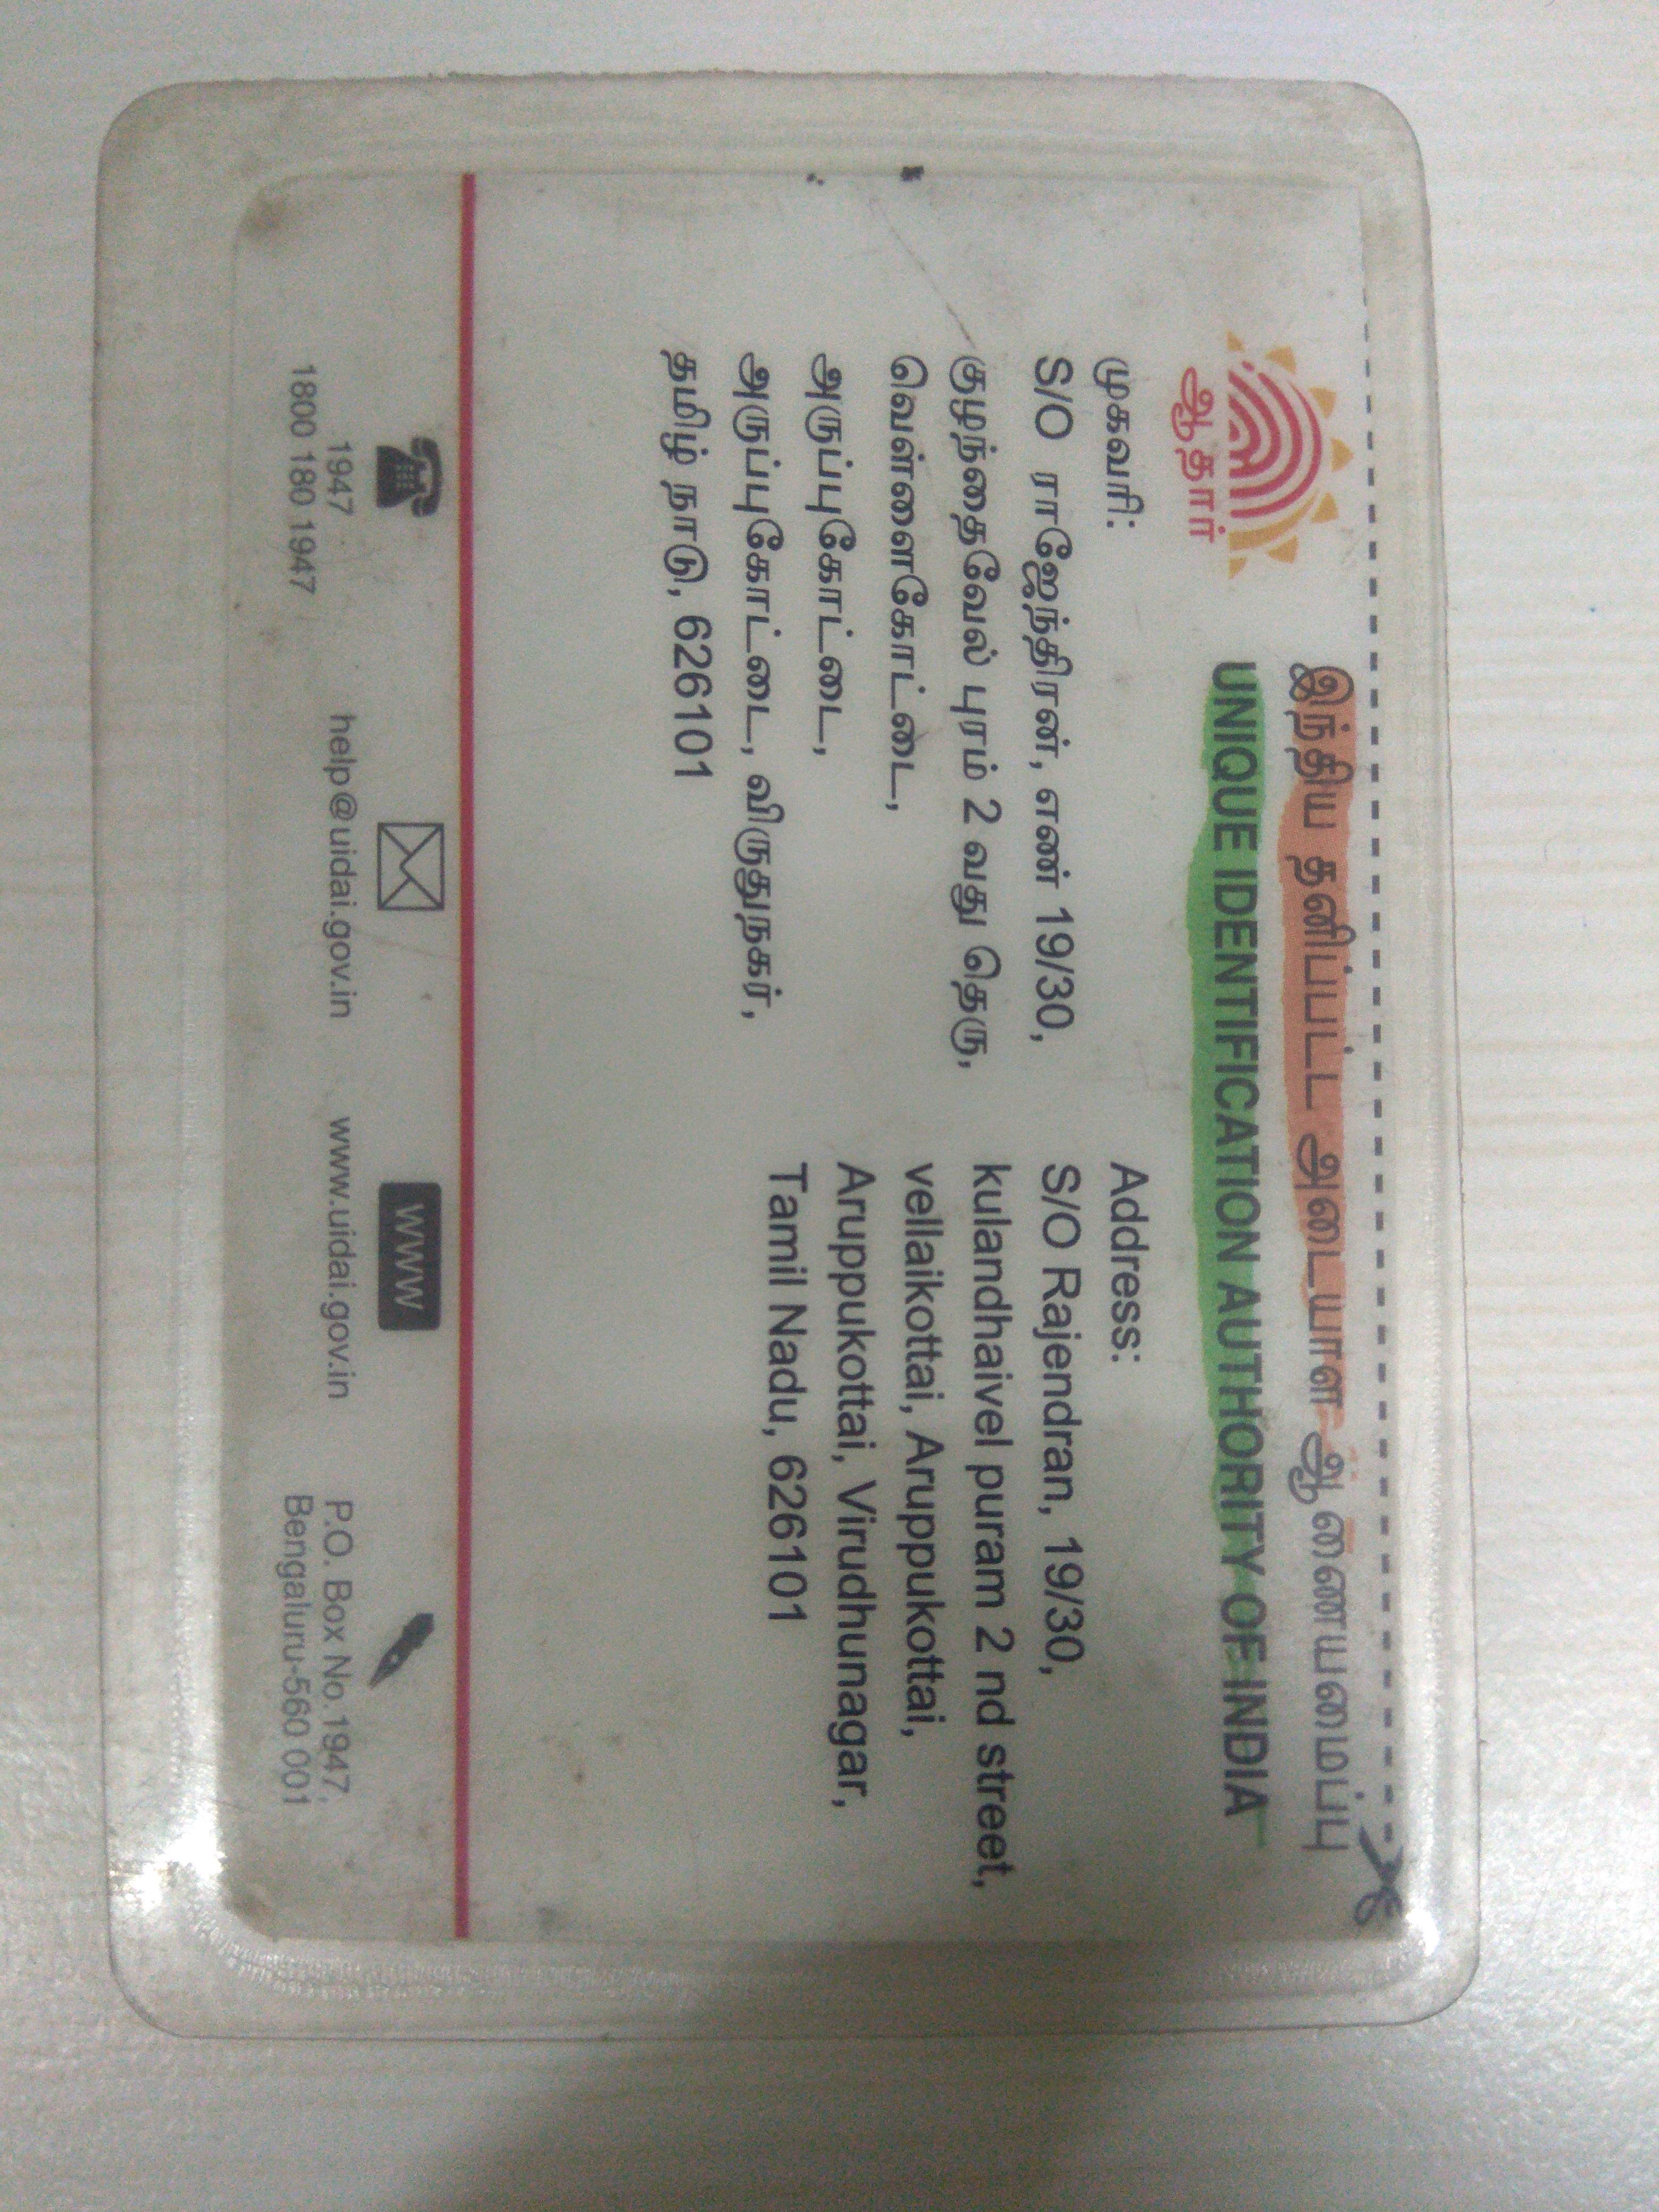 இந்திய தனிப்பட்ட அடையாள ஆணையமைப்பு
UNIQUE IDENTIFICATION AUTHORITY OF INDIA
ஆதார்
முகவரி:
S/O ராஜேந்திரன், எண் 19/30,
குழந்தைவேல் புரம் 2 வது தெரு,
வெள்ளைகோட்டை,
அருப்புகோட்டை,
அருப்புகோட்டை, விருதுநகர்,
தமிழ் நாடு, 626101
Address:
S/O Rajendran, 19/30,
kulandhaivel puram 2 nd street,
vellaikottai, Aruppukottai,
Aruppukottai, Virudhunagar,
Tamil Nadu, 626101
1947
1800 180 1947
help@uidai.gov.in
www
www.uidai.gov.in
P.O. Box No.1947,
Bengaluru-560 001